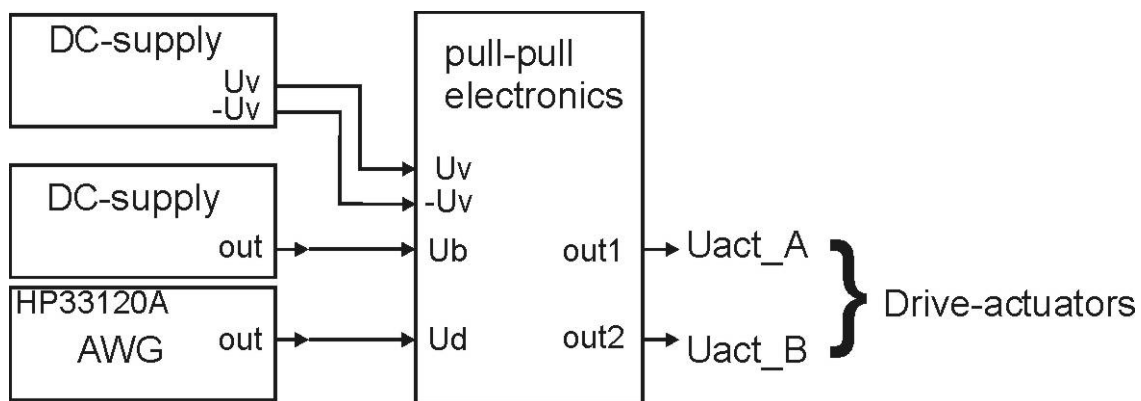 DC-supply
Uv
-Uv
DC-supply
out
HP33120A
AWG
out
pull-pull
electronics
Uv
-Uv
Ub
out1
Ud
out2
Uact_A
Uact_B
Drive-actuators